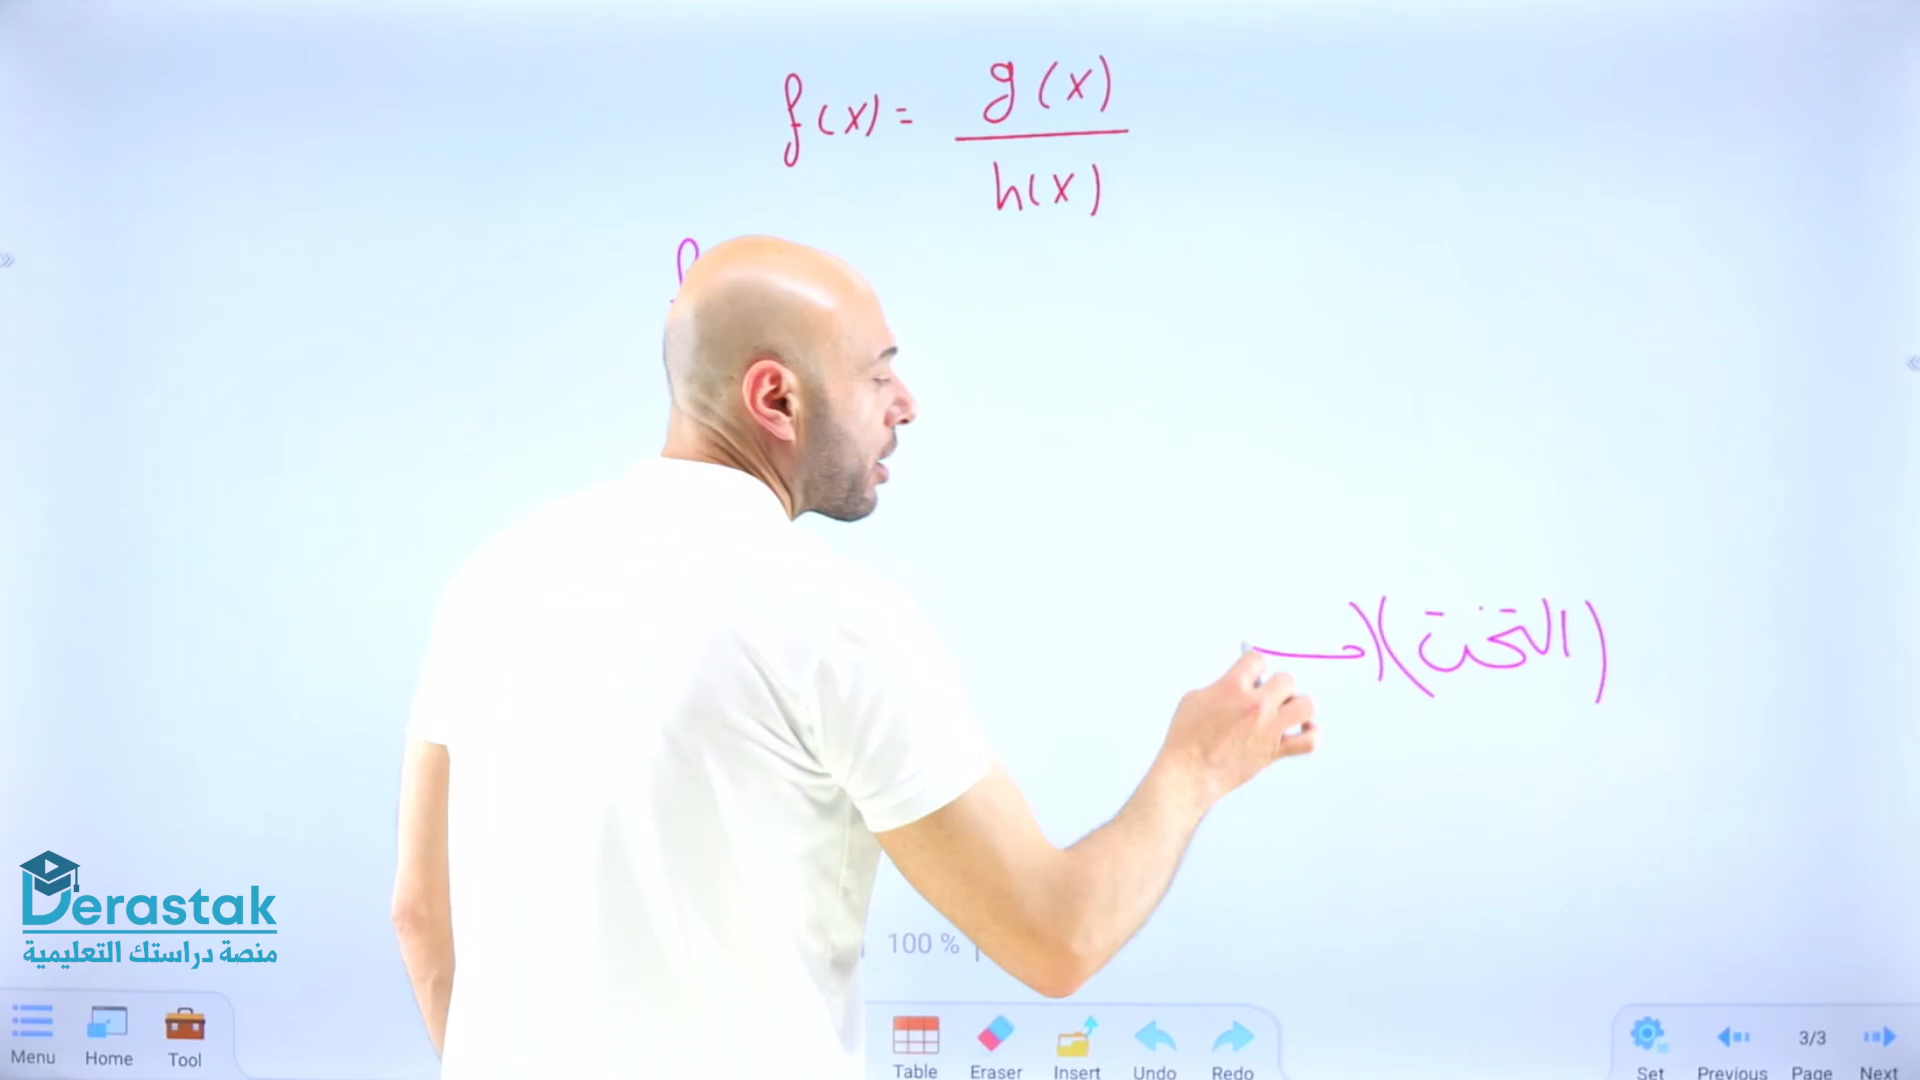 f(x) = g(x)
h(x)
f
(التحت)(
Derastak
منصة دراستك التعليمية
100 %
Menu Home Tool Table Eraser Insert Undo Redo Set Previous 3/3 Page Next